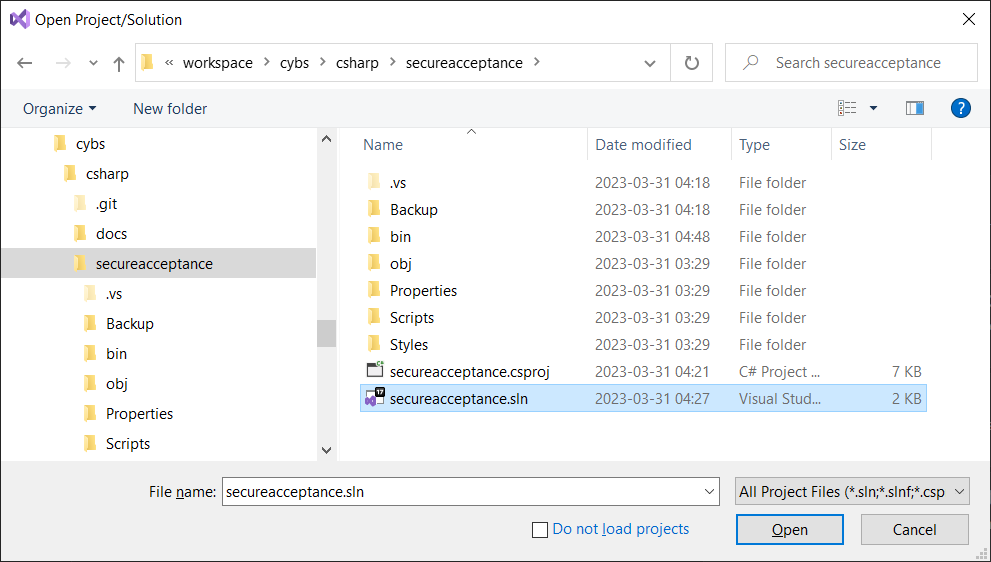 Open Project/Solution
« workspace > cybs > csharp > secureacceptance >
Search secureacceptance
Organize
New folder
?
cybs
csharp
.git
docs
secureacceptance
.vs
Backup
bin
obj
Properties
Scripts
Name Date modified Type Size
.vs 2023-03-31 04:18 File folder
Backup 2023-03-31 04:18 File folder
bin 2023-03-31 04:48 File folder
obj 2023-03-31 03:29 File folder
Properties 2023-03-31 03:29 File folder
Scripts 2023-03-31 03:29 File folder
Styles 2023-03-31 03:29 File folder
secureacceptance.csproj 2023-03-31 04:21 C# Project ... 7 KB
secureacceptance.sln 2023-03-31 04:27 Visual Stud... 2 KB
File name: secureacceptance.sln
All Project Files (*.sln;*.slnf;*.csp
Do not load projects
Open
Cancel